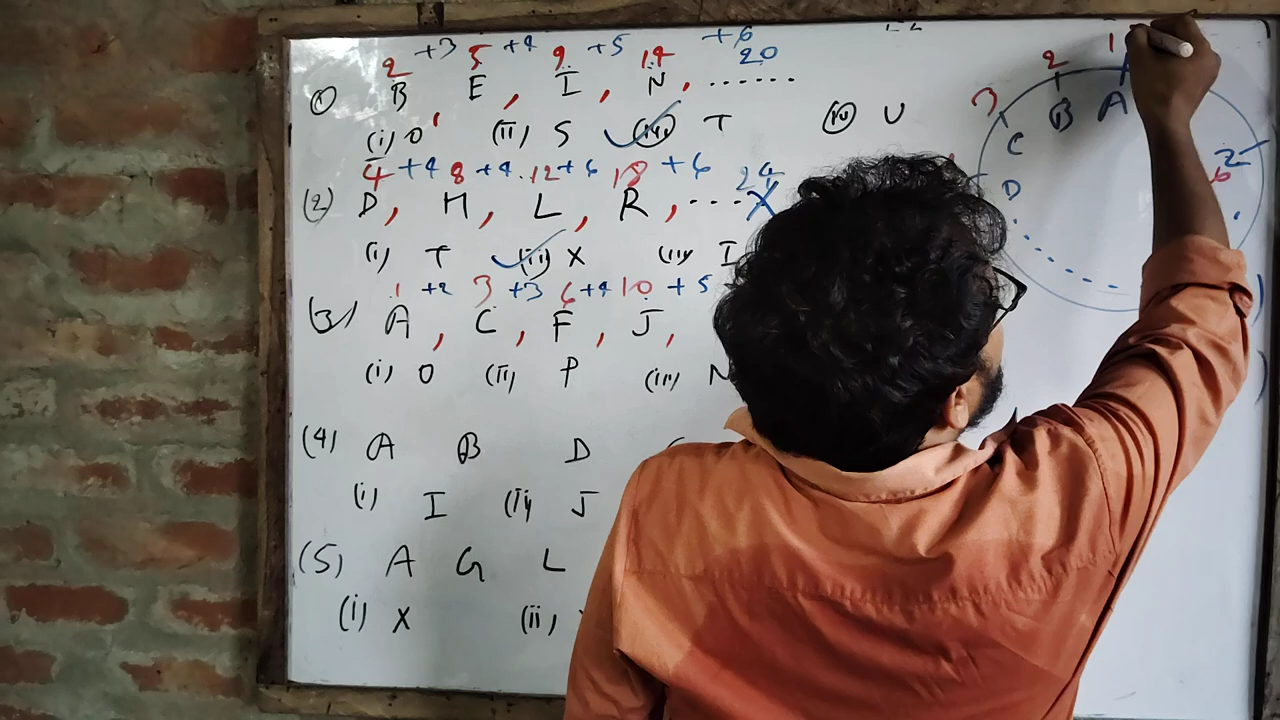 2 +3 5 +4 9 +5 14 +6 20
(1) B, E, I, N, ........
(i) O (ii) S (iii) T (iv) U
4 +4 8 +4 12 +6 18 +6 24
(2) D, H, L, R, ....X
(i) T (ii) X (iii) I
1 +2 3 +3 6 +4 10 +5
(3) A, C, F, J,
(i) O (ii) P (iii) N
(4) A B D
(i) I (ii) J
(5) A G L
(i) X (ii)
1
2
3
A
B
C
D
Z